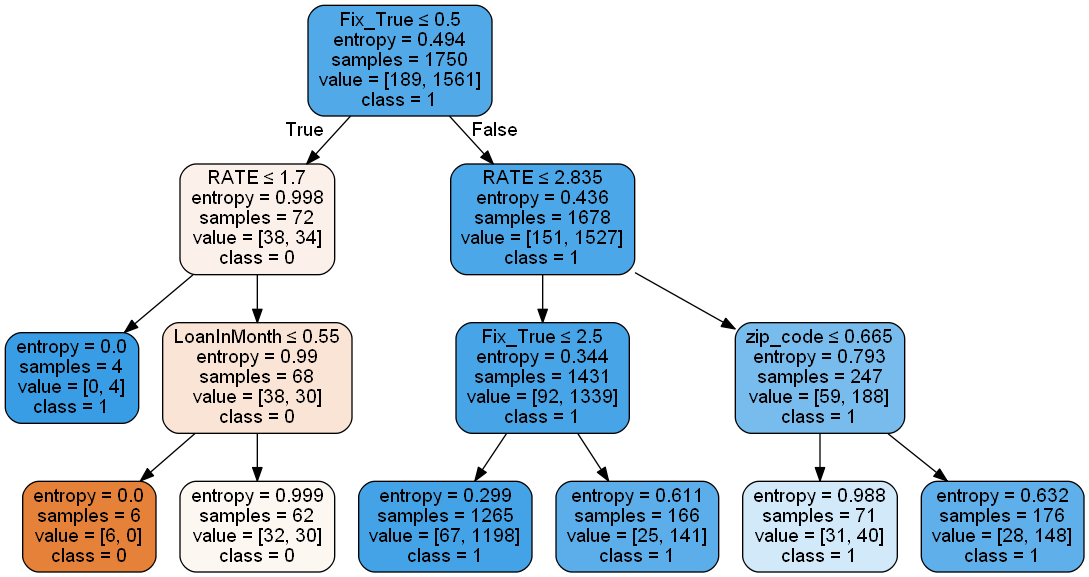 Fix_True ≤ 0.5
entropy = 0.494
samples = 1750
value = [189, 1561]
class = 1
True
False
RATE ≤ 1.7
entropy = 0.998
samples = 72
value = [38, 34]
class = 0
RATE ≤ 2.835
entropy = 0.436
samples = 1678
value = [151, 1527]
class = 1
entropy = 0.0
samples = 4
value = [0, 4]
class = 1
LoanInMonth ≤ 0.55
entropy = 0.99
samples = 68
value = [38, 30]
class = 0
Fix_True ≤ 2.5
entropy = 0.344
samples = 1431
value = [92, 1339]
class = 1
zip_code ≤ 0.665
entropy = 0.793
samples = 247
value = [59, 188]
class = 1
entropy = 0.0
samples = 6
value = [6, 0]
class = 0
entropy = 0.999
samples = 62
value = [32, 30]
class = 0
entropy = 0.299
samples = 1265
value = [67, 1198]
class = 1
entropy = 0.611
samples = 166
value = [25, 141]
class = 1
entropy = 0.988
samples = 71
value = [31, 40]
class = 1
entropy = 0.632
samples = 176
value = [28, 148]
class = 1